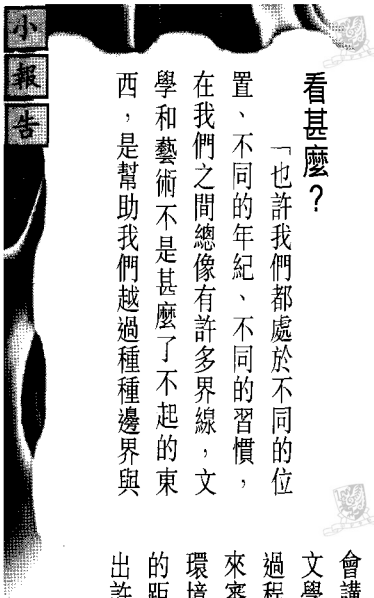 小報告
看甚麼？
「也許我們都處於不同的位
置、不同的年紀、不同的習慣，
在我們之間總像有許多界線，文
學和藝術不是甚麼了不起的東
西，是幫助我們越過種種邊界與
會講
文學
過程
來審
環境
的距
出許